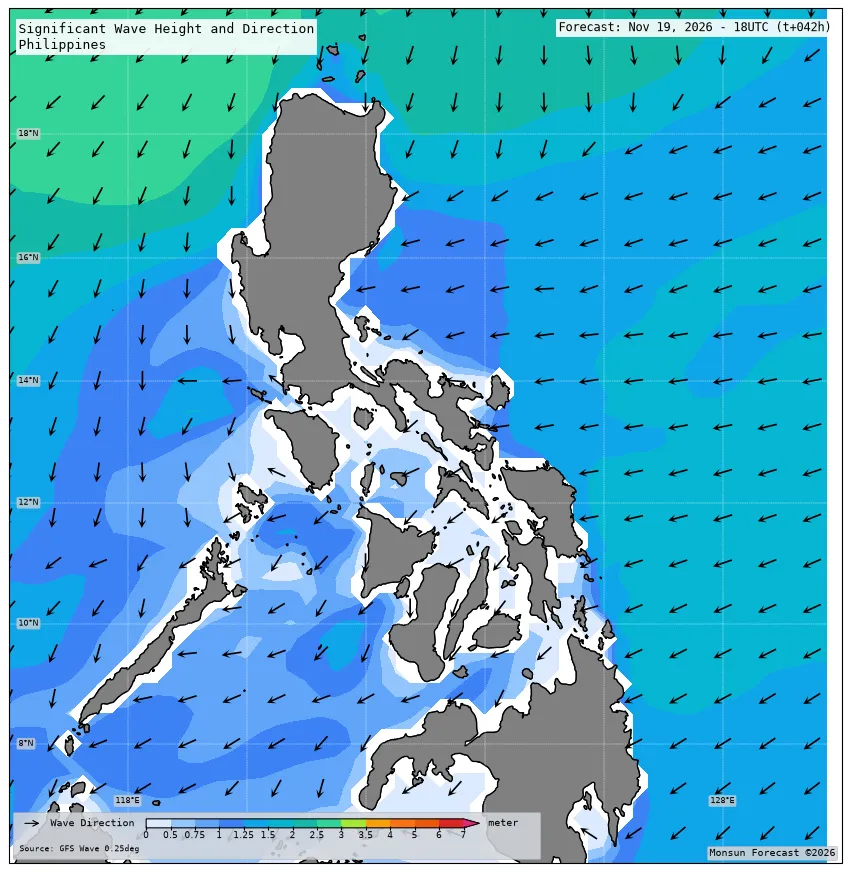 Significant Wave Height and Direction
Philippines
Forecast: Nov 19, 2026 - 18UTC (t+042h)
18°N
16°N
14°N
12°N
10°N
8°N
118°E
128°E
Wave Direction
0 0.5 0.75 1 1.25 1.5 2 2.5 3 3.5 4 5 6 7
meter
Source: GFS Wave 0.25deg
Monsun Forecast ©2026